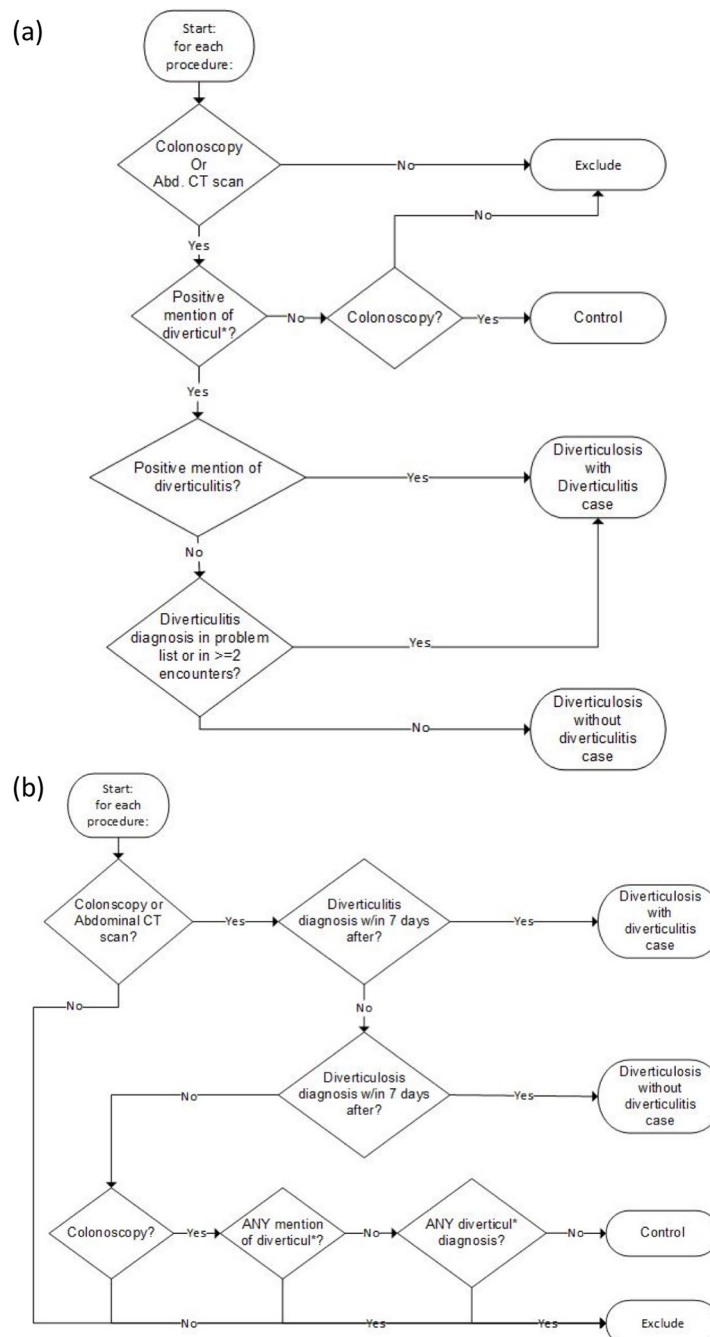 (a)
Start:
for each
procedure:
Colonoscopy
Or
Abd. CT scan
No
Exclude
Yes
No
Positive
mention of
diverticul*?
No
Colonoscopy?
Yes
Control
Yes
Positive mention of
diverticulitis?
Yes
Diverticulosis
with
Diverticulitis
case
No
Diverticulitis
diagnosis in problem
list or in >=2
encounters?
Yes
No
Diverticulosis
without
diverticulitis
case
(b)
Start:
for each
procedure:
Colonscopy or
Abdominal CT
scan?
Yes
Diverticulitis
diagnosis w/in 7 days
after?
Yes
Diverticulosis
with
diverticulitis
case
No
No
Diverticulosis
diagnosis w/in 7 days
after?
No
Yes
Diverticulosis
without
diverticulitis
case
Colonoscopy?
Yes
ANY mention
of diverticul*?
No
ANY diverticul*
diagnosis?
No
Control
No
Yes
Yes
Exclude